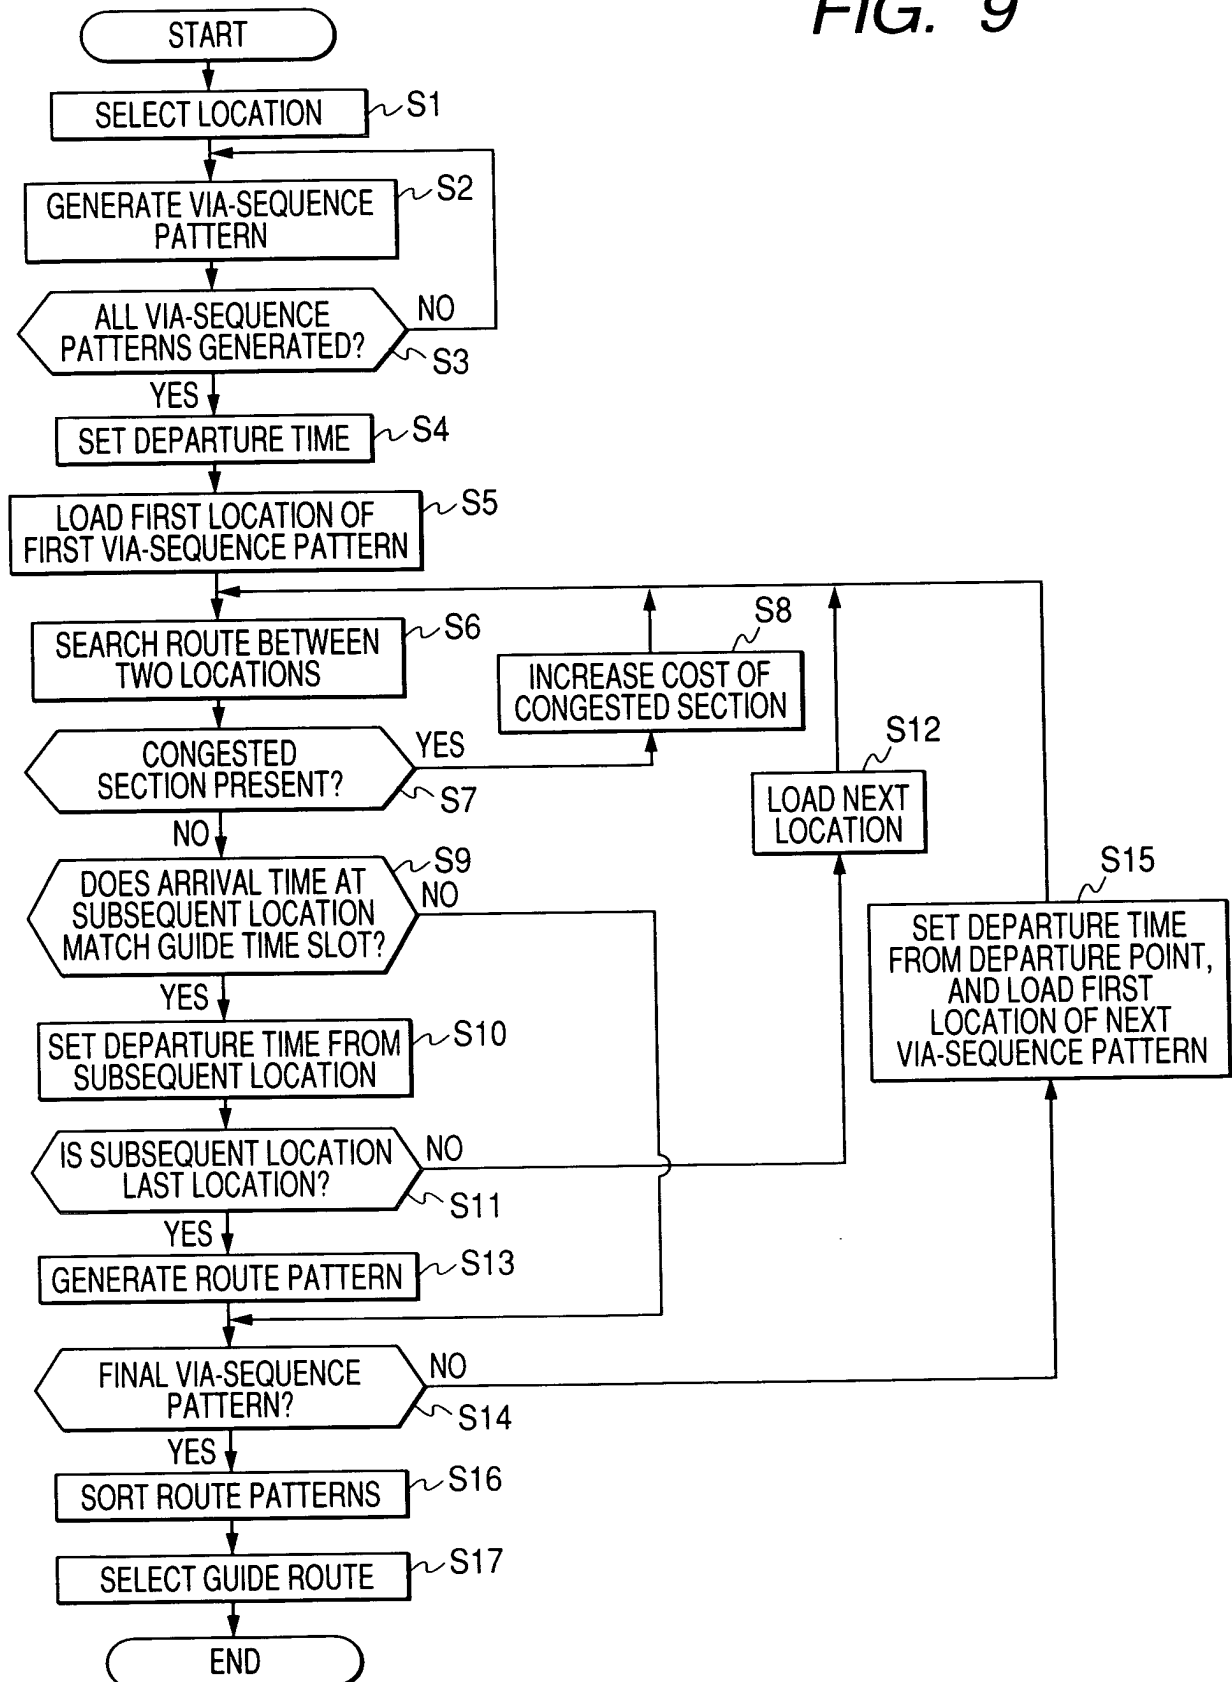 FIG. 9
START
SELECT LOCATION
S1
GENERATE VIA-SEQUENCE
PATTERN
S2
ALL VIA-SEQUENCE
PATTERNS GENERATED?
NO
S3
YES
SET DEPARTURE TIME
S4
LOAD FIRST LOCATION OF
FIRST VIA-SEQUENCE PATTERN
S5
SEARCH ROUTE BETWEEN
TWO LOCATIONS
S6
INCREASE COST OF
CONGESTED SECTION
S8
CONGESTED
SECTION PRESENT?
YES
S7
NO
LOAD NEXT
LOCATION
S12
DOES ARRIVAL TIME AT
SUBSEQUENT LOCATION
MATCH GUIDE TIME SLOT?
S9
NO
YES
SET DEPARTURE TIME
FROM DEPARTURE POINT,
AND LOAD FIRST
LOCATION OF NEXT
VIA-SEQUENCE PATTERN
S15
SET DEPARTURE TIME FROM
SUBSEQUENT LOCATION
S10
IS SUBSEQUENT LOCATION
LAST LOCATION?
NO
S11
YES
GENERATE ROUTE PATTERN
S13
FINAL VIA-SEQUENCE
PATTERN?
NO
S14
YES
SORT ROUTE PATTERNS
S16
SELECT GUIDE ROUTE
S17
END